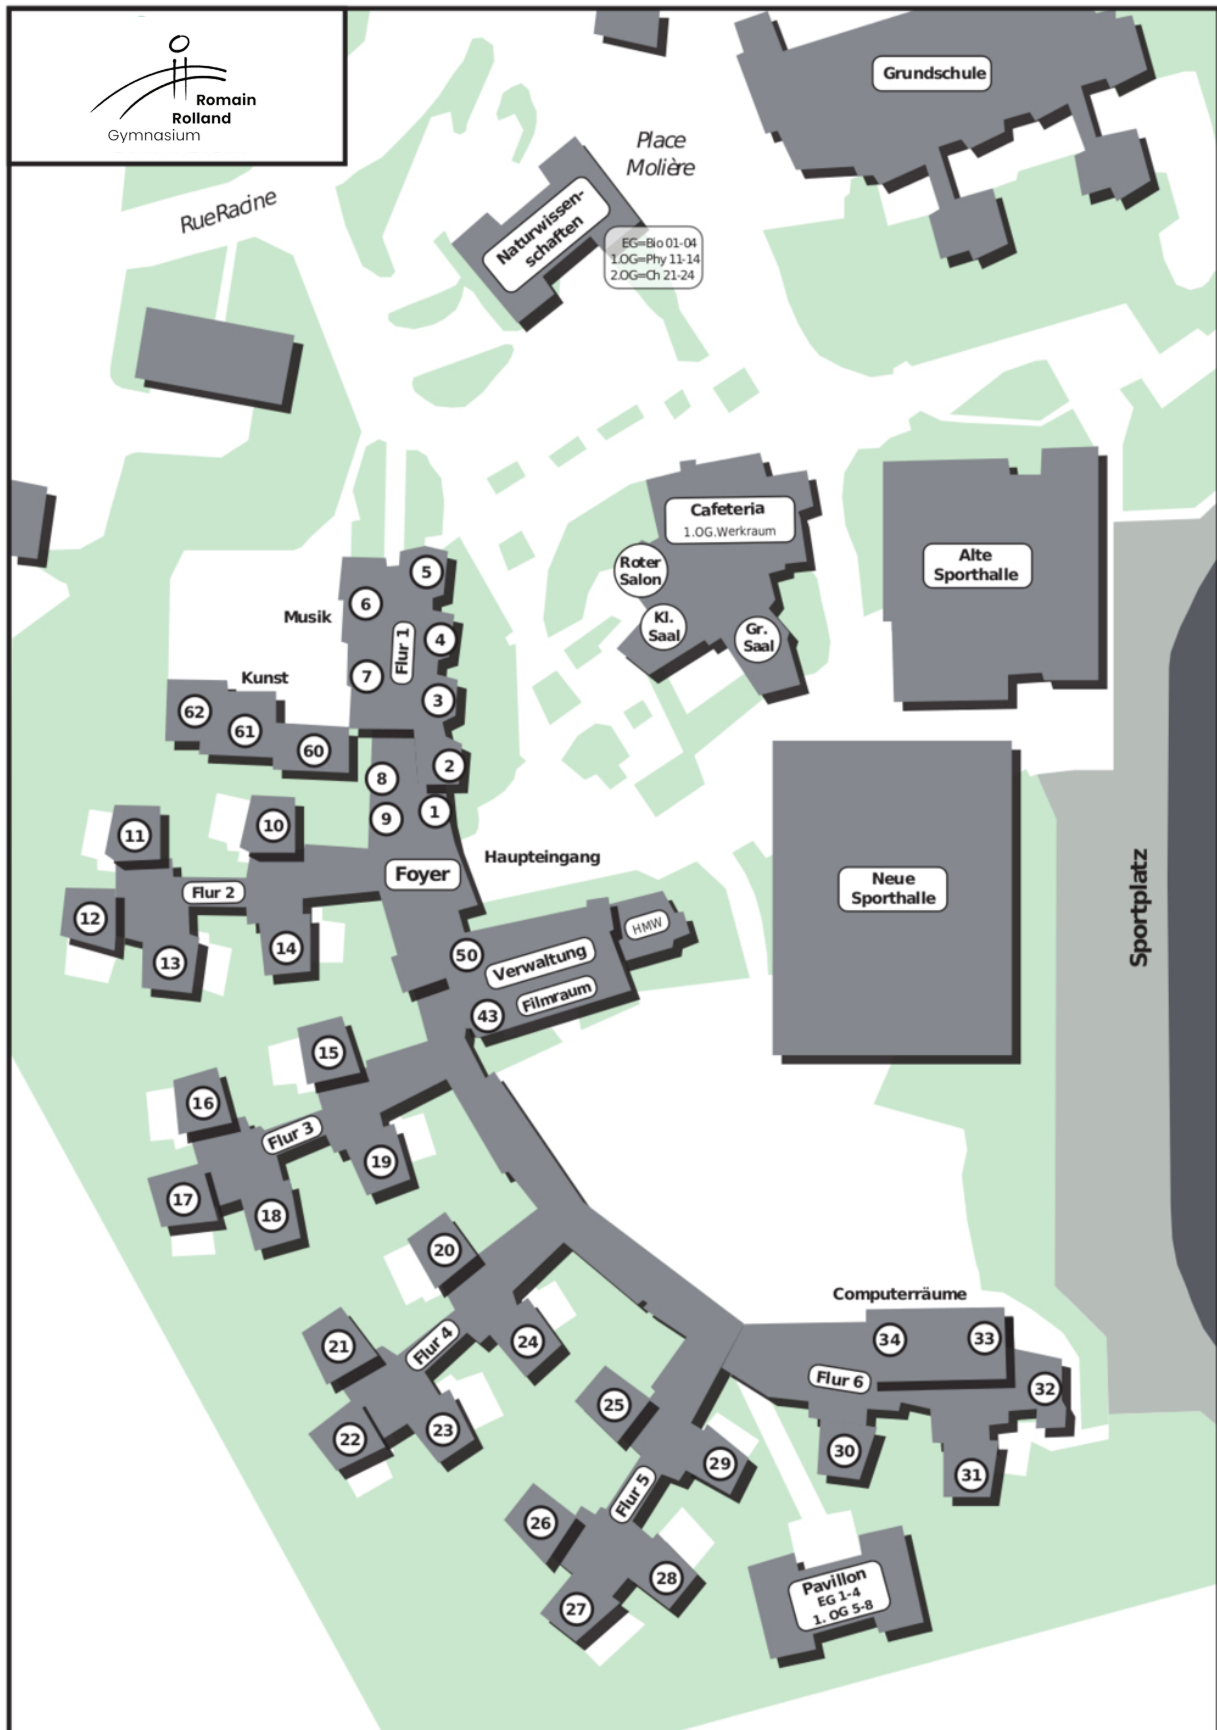 Romain
Rolland
Gymnasium
Grundschule
Place
Molière
RueRacine
Naturwissen-
schaften
EG=Bio 01-04
1.OG=Phy 11-14
2.OG=Ch 21-24
Cafeteria
1.OG.Werkraum
Roter
Salon
Kl.
Saal
Gr.
Saal
Alte
Sporthalle
5
6
Musik
4
Flur 1
7
3
Kunst
62
61
60
2
8
1
9
10
11
Haupteingang
Foyer
Neue
Sporthalle
Sportplatz
Flur 2
12
14
13
HMW
50
Verwaltung
Filmraum
43
15
16
Flur 3
19
17
18
20
21
Flur 4
24
22
23
Computerräume
34
33
Flur 6
32
25
30
29
31
Flur 5
26
28
27
Pavillon
EG 1-4
1. OG 5-8